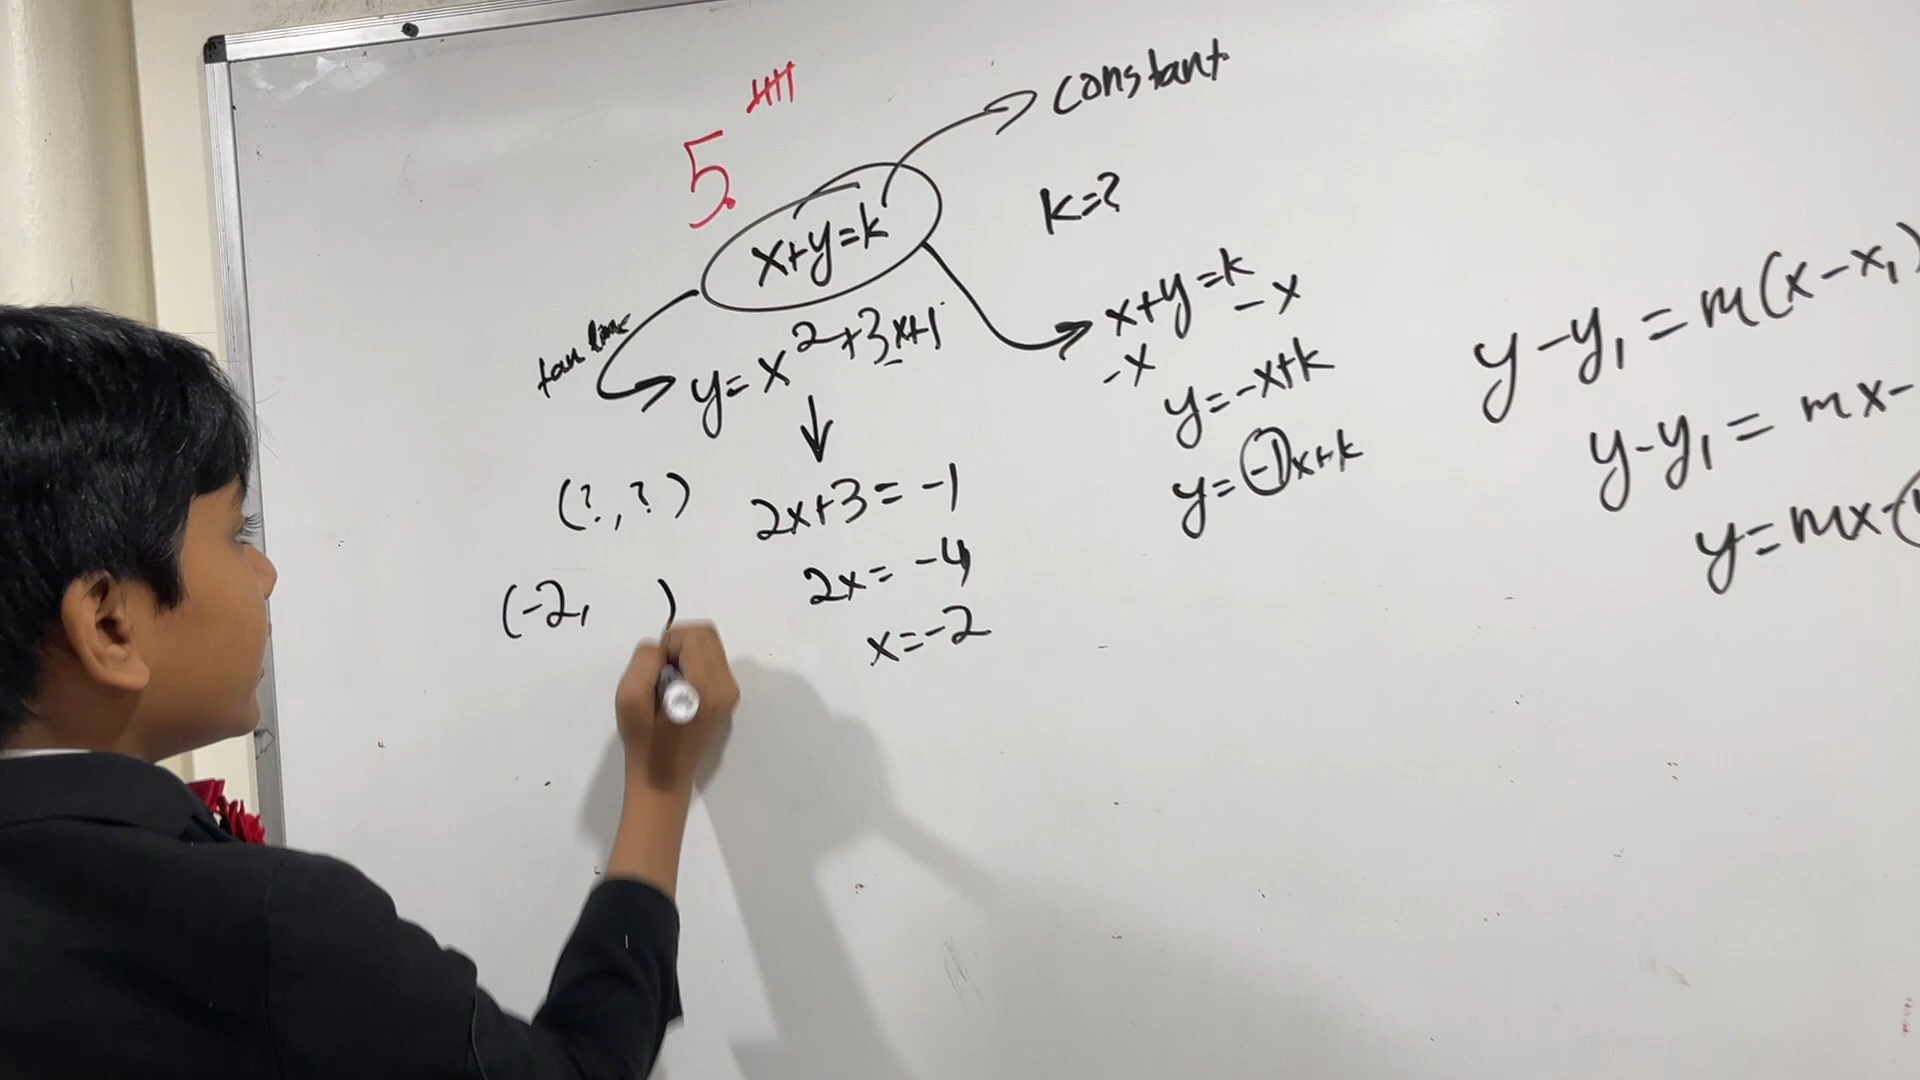 5.
x+y=k
constant
k=?
tan line
y=x²+3x+1
(?,?)
2x+3=-1
2x=-4
x=-2
(-2, )
x+y=k
-x -x
y=-x+k
y=-1x+k
y-y₁=m(x-x₁)
y-y₁=mx-
y=mx-